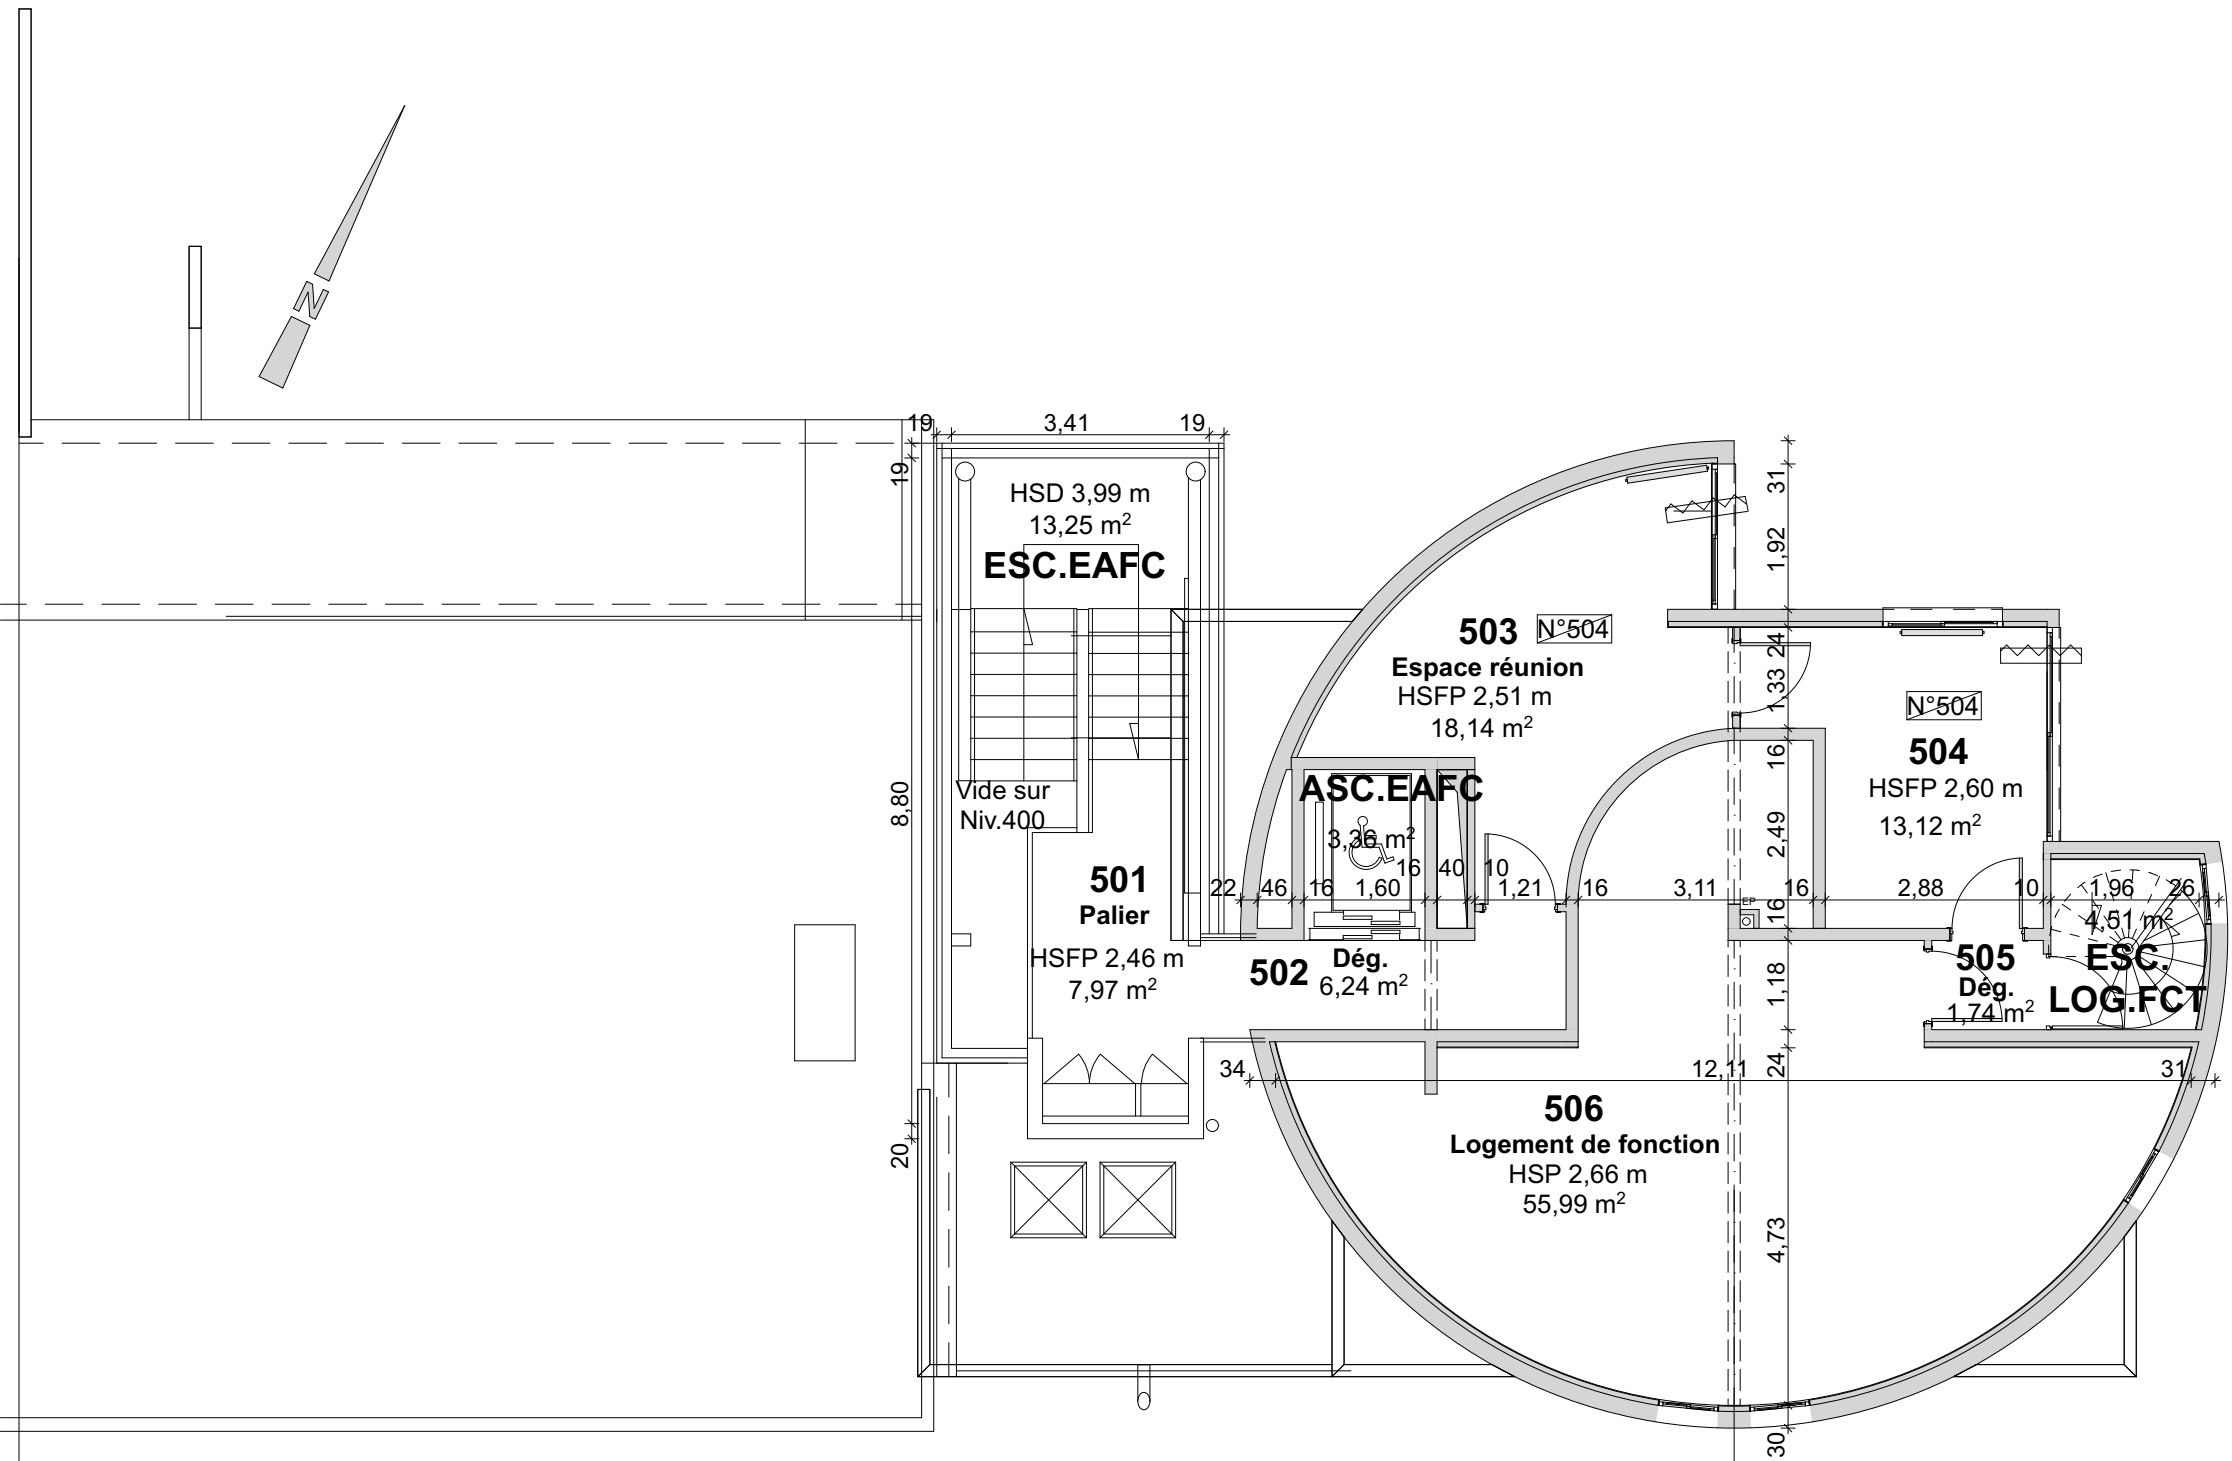 N
19
3,41
19
19
HSD 3,99 m
13,25 m²
ESC.EAFC
8,80
20
Vide sur
Niv.400
501
Palier
HSFP 2,46 m
7,97 m²
502
Dég.
6,24 m²
503
N°504
Espace réunion
HSFP 2,51 m
18,14 m²
ASC.EAFC
3,36 m²
N°504
504
HSFP 2,60 m
13,12 m²
22
46
16
1,60
16
40
10
1,21
16
3,11
16
2,88
10
1,96
26
31
1,92
24
1,33
16
2,49
16
1,18
24
4,73
30
EP
505
Dég.
1,74 m²
4,51 m²
ESC.
LOG.FCT
34
12,11
31
506
Logement de fonction
HSP 2,66 m
55,99 m²